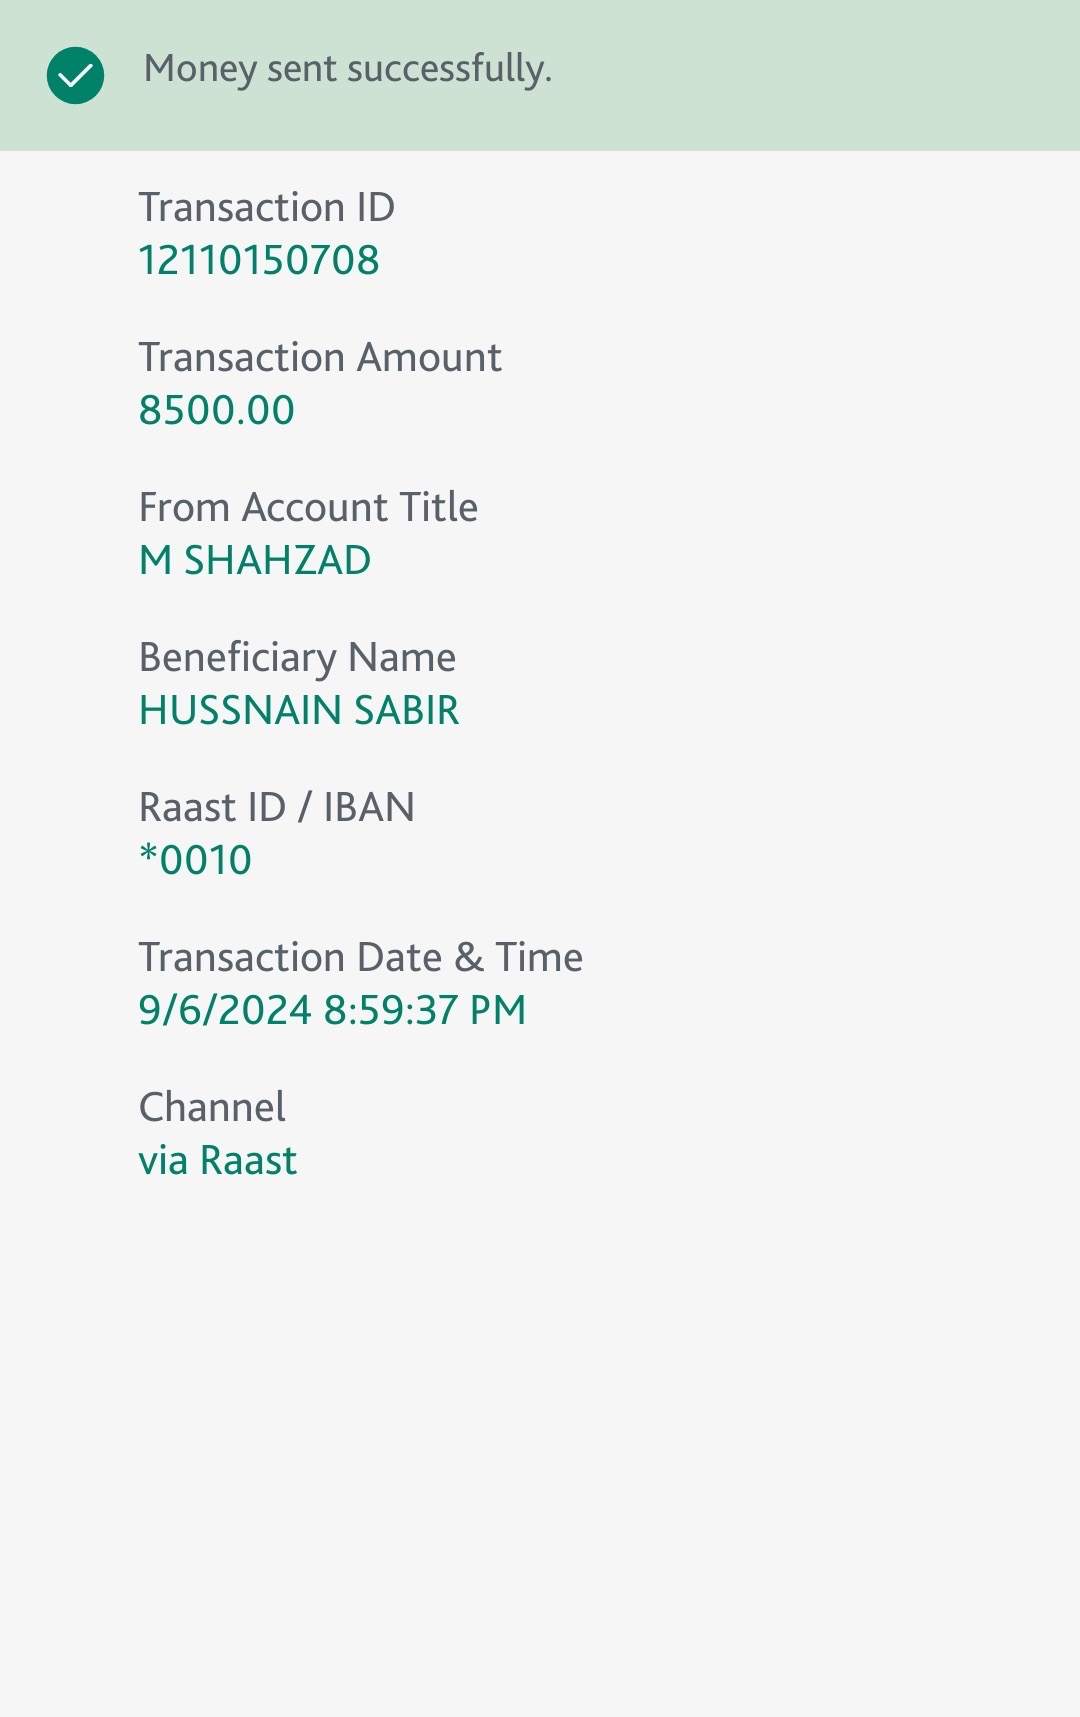 Money sent successfully.
Transaction ID
12110150708
Transaction Amount
8500.00
From Account Title
M SHAHZAD
Beneficiary Name
HUSSNAIN SABIR
Raast ID / IBAN
*0010
Transaction Date & Time
9/6/2024 8:59:37 PM
Channel
via Raast